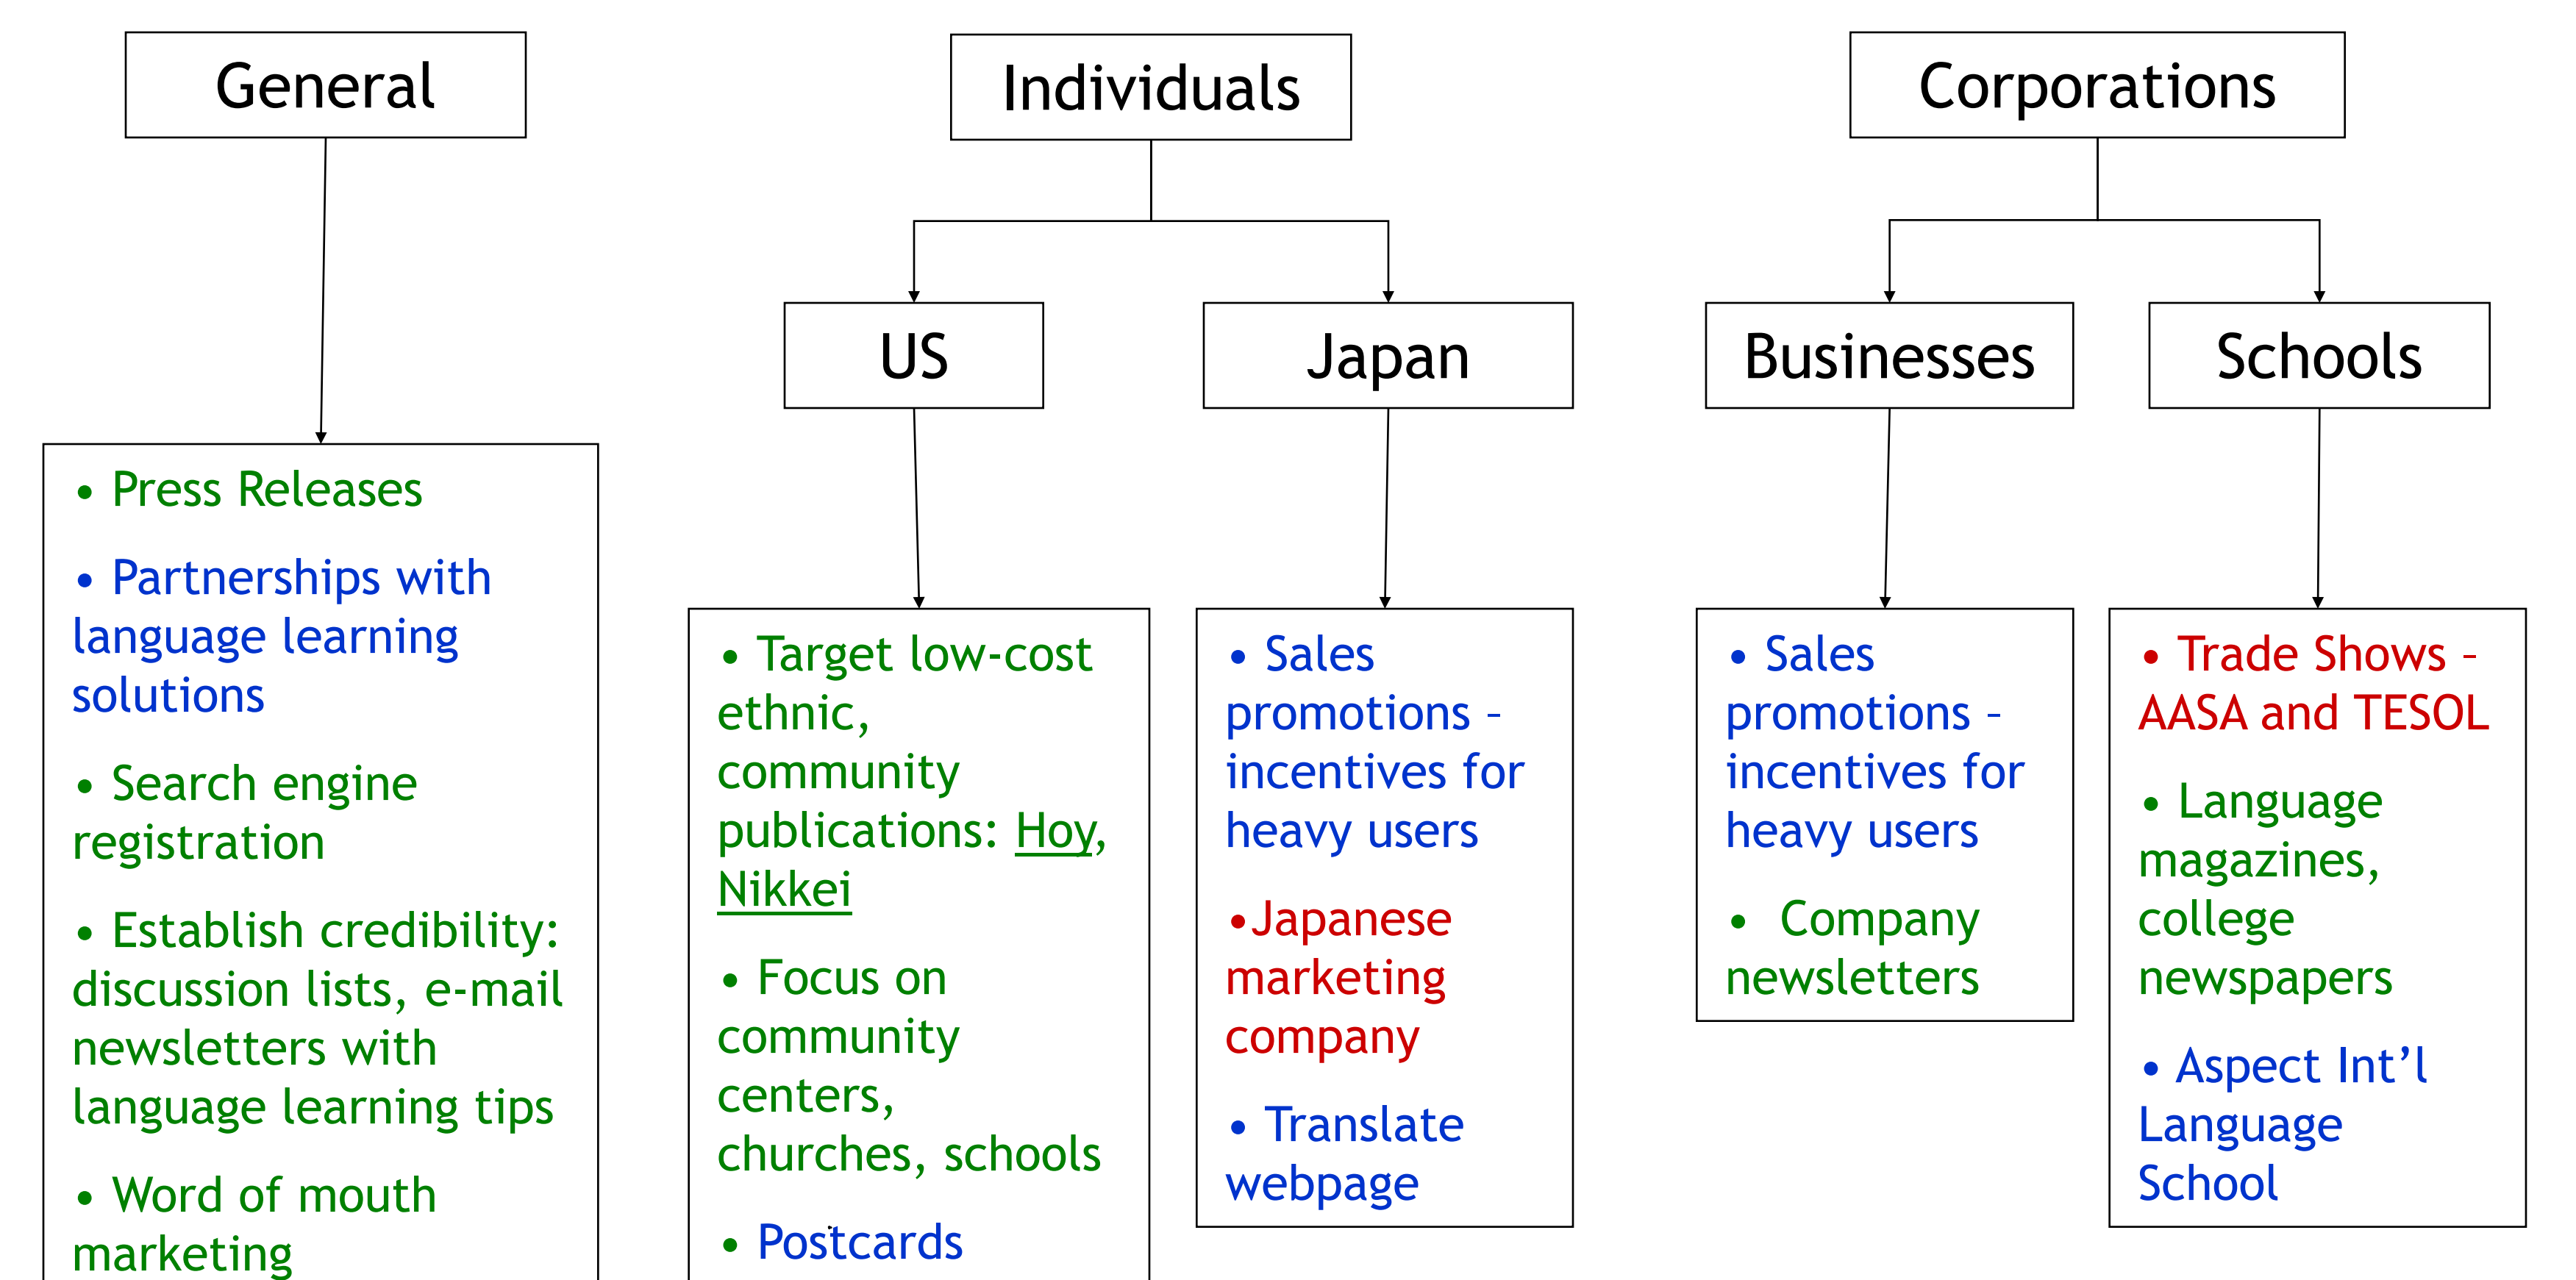 General
• Press Releases
• Partnerships with
language learning
solutions
• Search engine
registration
• Establish credibility:
discussion lists, e-mail
newsletters with
language learning tips
• Word of mouth
marketing
Individuals
US
• Target low-cost
ethnic,
community
publications: Hoy,
Nikkei
• Focus on
community
centers,
churches, schools
• Postcards
Japan
• Sales
promotions –
incentives for
heavy users
•Japanese
marketing
company
• Translate
webpage
Corporations
Businesses
• Sales
promotions –
incentives for
heavy users
• Company
newsletters
Schools
• Trade Shows –
AASA and TESOL
• Language
magazines,
college
newspapers
• Aspect Int’l
Language
School